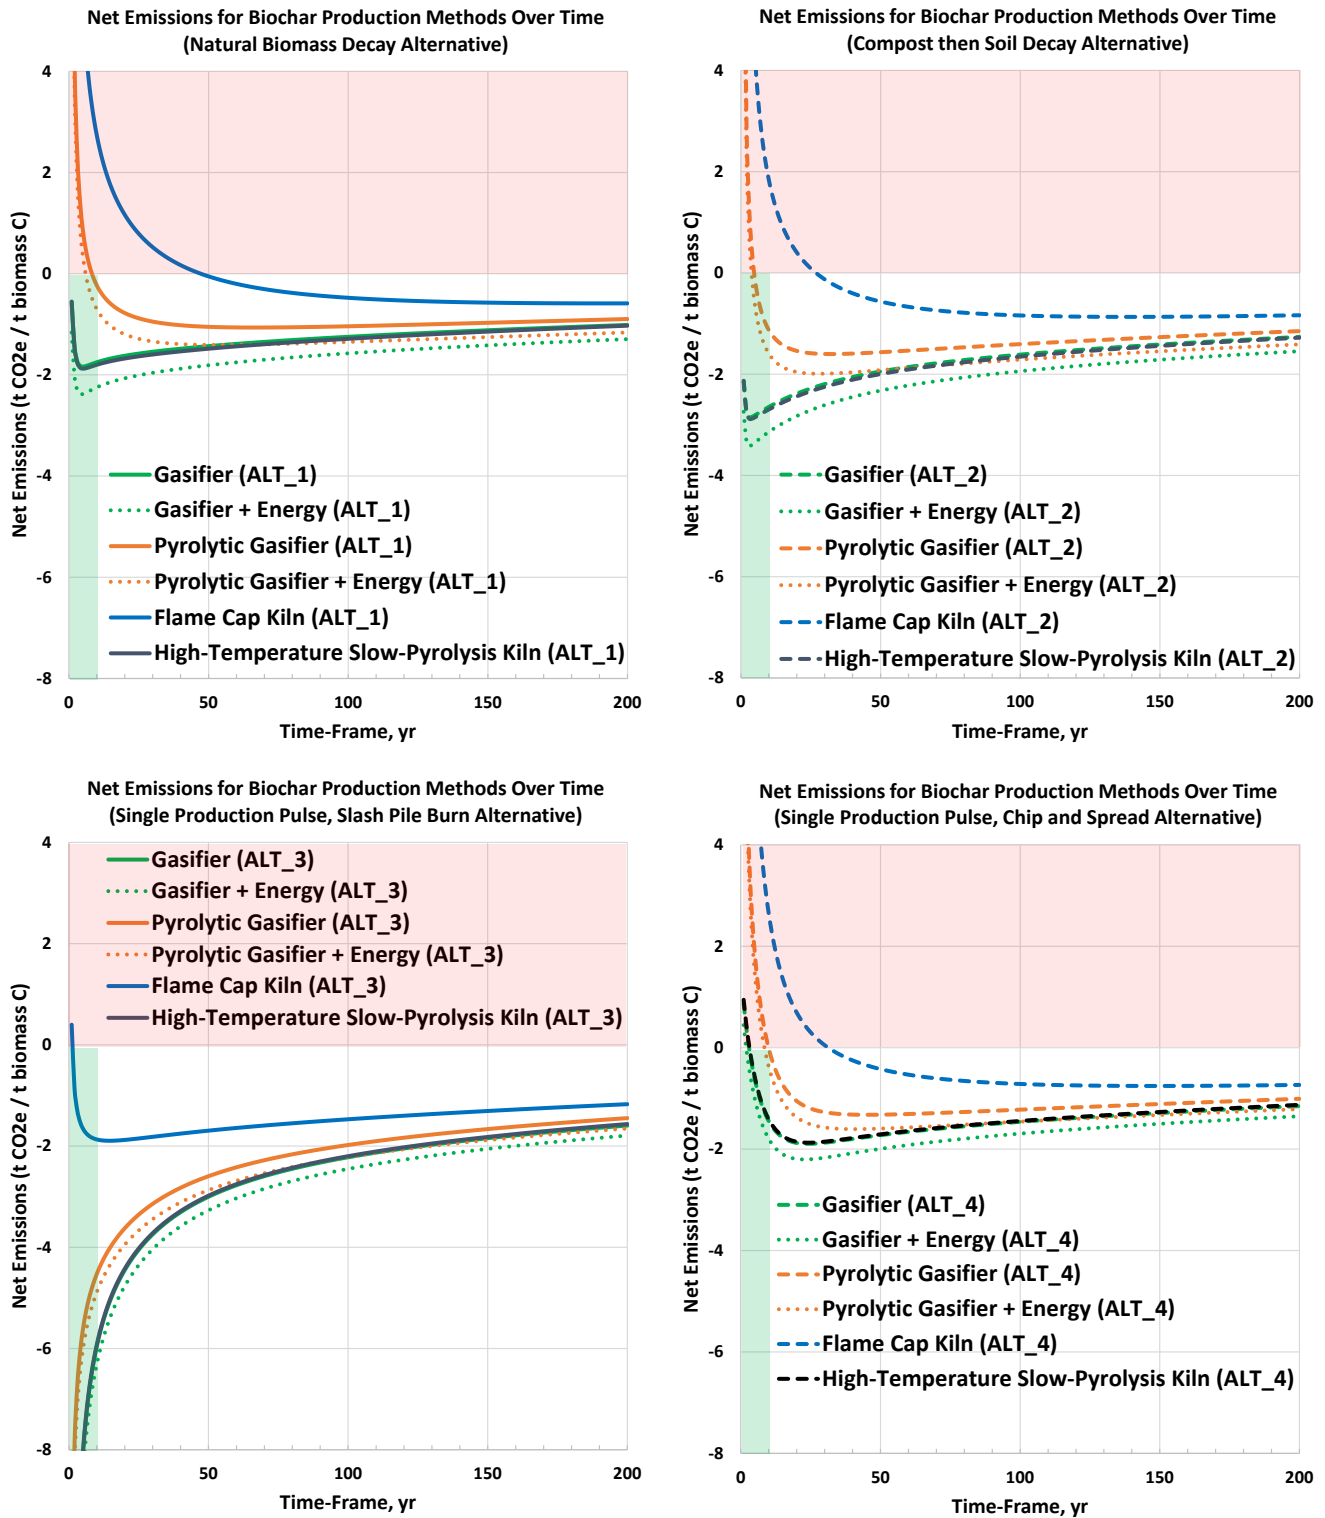 Net Emissions for Biochar Production Methods Over Time
(Natural Biomass Decay Alternative)
Net Emissions (t CO2e / t biomass C)
4
2
0
-2
-4
-6
-8
Gasifier (ALT_1)
Gasifier + Energy (ALT_1)
Pyrolytic Gasifier (ALT_1)
Pyrolytic Gasifier + Energy (ALT_1)
Flame Cap Kiln (ALT_1)
High-Temperature Slow-Pyrolysis Kiln (ALT_1)
0 50 100 150 200
Time-Frame, yr
Net Emissions for Biochar Production Methods Over Time
(Compost then Soil Decay Alternative)
Net Emissions (t CO2e / t biomass C)
4
2
0
-2
-4
-6
-8
Gasifier (ALT_2)
Gasifier + Energy (ALT_2)
Pyrolytic Gasifier (ALT_2)
Pyrolytic Gasifier + Energy (ALT_2)
Flame Cap Kiln (ALT_2)
High-Temperature Slow-Pyrolysis Kiln (ALT_2)
0 50 100 150 200
Time-Frame, yr
Net Emissions for Biochar Production Methods Over Time
(Single Production Pulse, Slash Pile Burn Alternative)
Net Emissions (t CO2e / t biomass C)
4
2
0
-2
-4
-6
-8
Gasifier (ALT_3)
Gasifier + Energy (ALT_3)
Pyrolytic Gasifier (ALT_3)
Pyrolytic Gasifier + Energy (ALT_3)
Flame Cap Kiln (ALT_3)
High-Temperature Slow-Pyrolysis Kiln (ALT_3)
0 50 100 150 200
Time-Frame, yr
Net Emissions for Biochar Production Methods Over Time
(Single Production Pulse, Chip and Spread Alternative)
Net Emissions (t CO2e / t biomass C)
4
2
0
-2
-4
-6
-8
Gasifier (ALT_4)
Gasifier + Energy (ALT_4)
Pyrolytic Gasifier (ALT_4)
Pyrolytic Gasifier + Energy (ALT_4)
Flame Cap Kiln (ALT_4)
High-Temperature Slow-Pyrolysis Kiln (ALT_4)
0 50 100 150 200
Time-Frame, yr